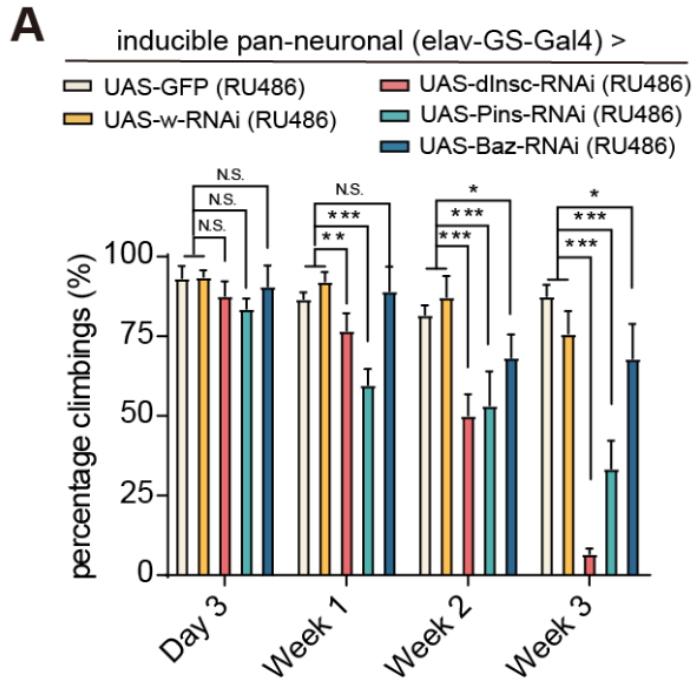 A
inducible pan-neuronal (elav-GS-Gal4) >
UAS-GFP (RU486)
UAS-w-RNAi (RU486)
UAS-dInsc-RNAi (RU486)
UAS-Pins-RNAi (RU486)
UAS-Baz-RNAi (RU486)
percentage climbings (%)
100
75
50
25
0
N.S.
N.S.
N.S.
N.S.
***
**
*
***
***
*
***
***
Day 3
Week 1
Week 2
Week 3